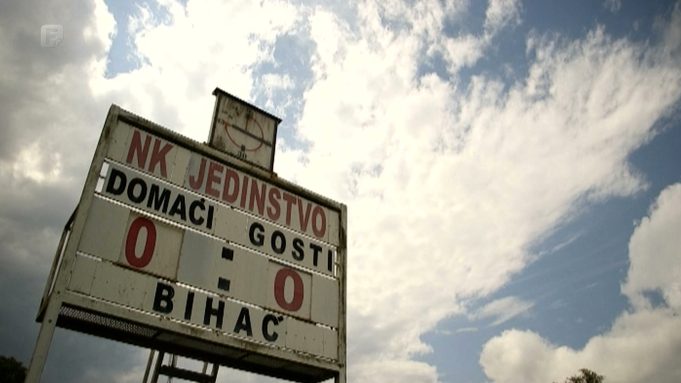 NK JEDINSTVO
DOMAĆI GOSTI
0 : 0
BIHAĆ